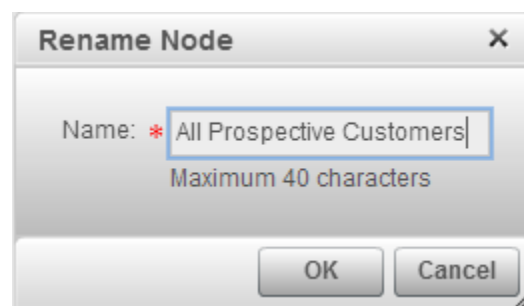 Rename Node ×
Name: * All Prospective Customers
Maximum 40 characters
OK Cancel